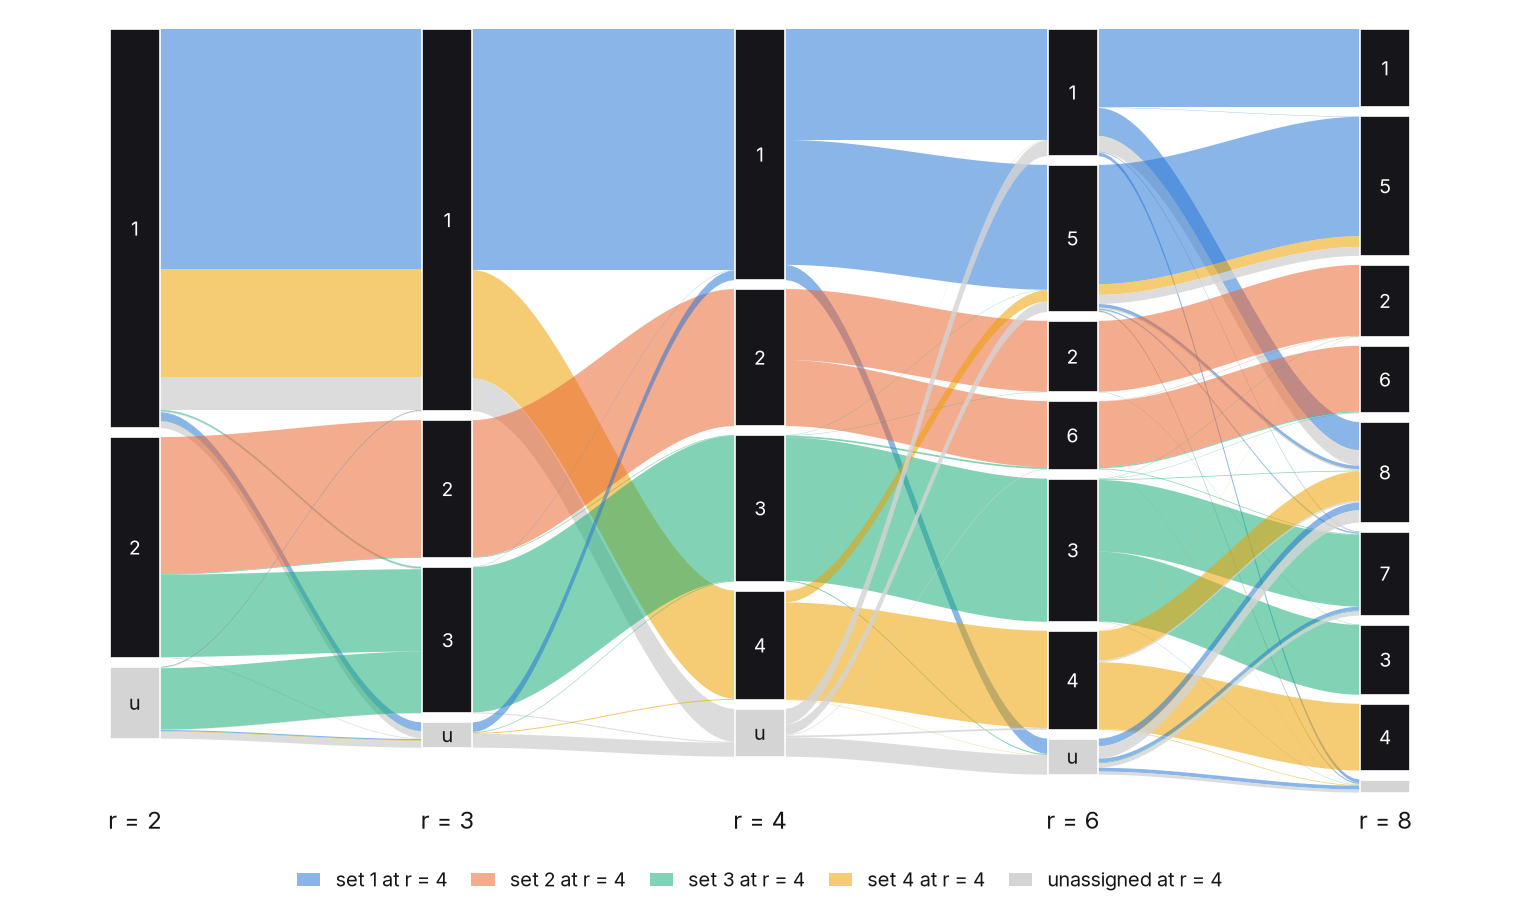 1
2
u
1
2
3
u
1
2
3
4
u
1
5
2
6
3
4
u
1
5
2
6
8
7
3
4
r = 2
r = 3
r = 4
r = 6
r = 8
set 1 at r = 4
set 2 at r = 4
set 3 at r = 4
set 4 at r = 4
unassigned at r = 4